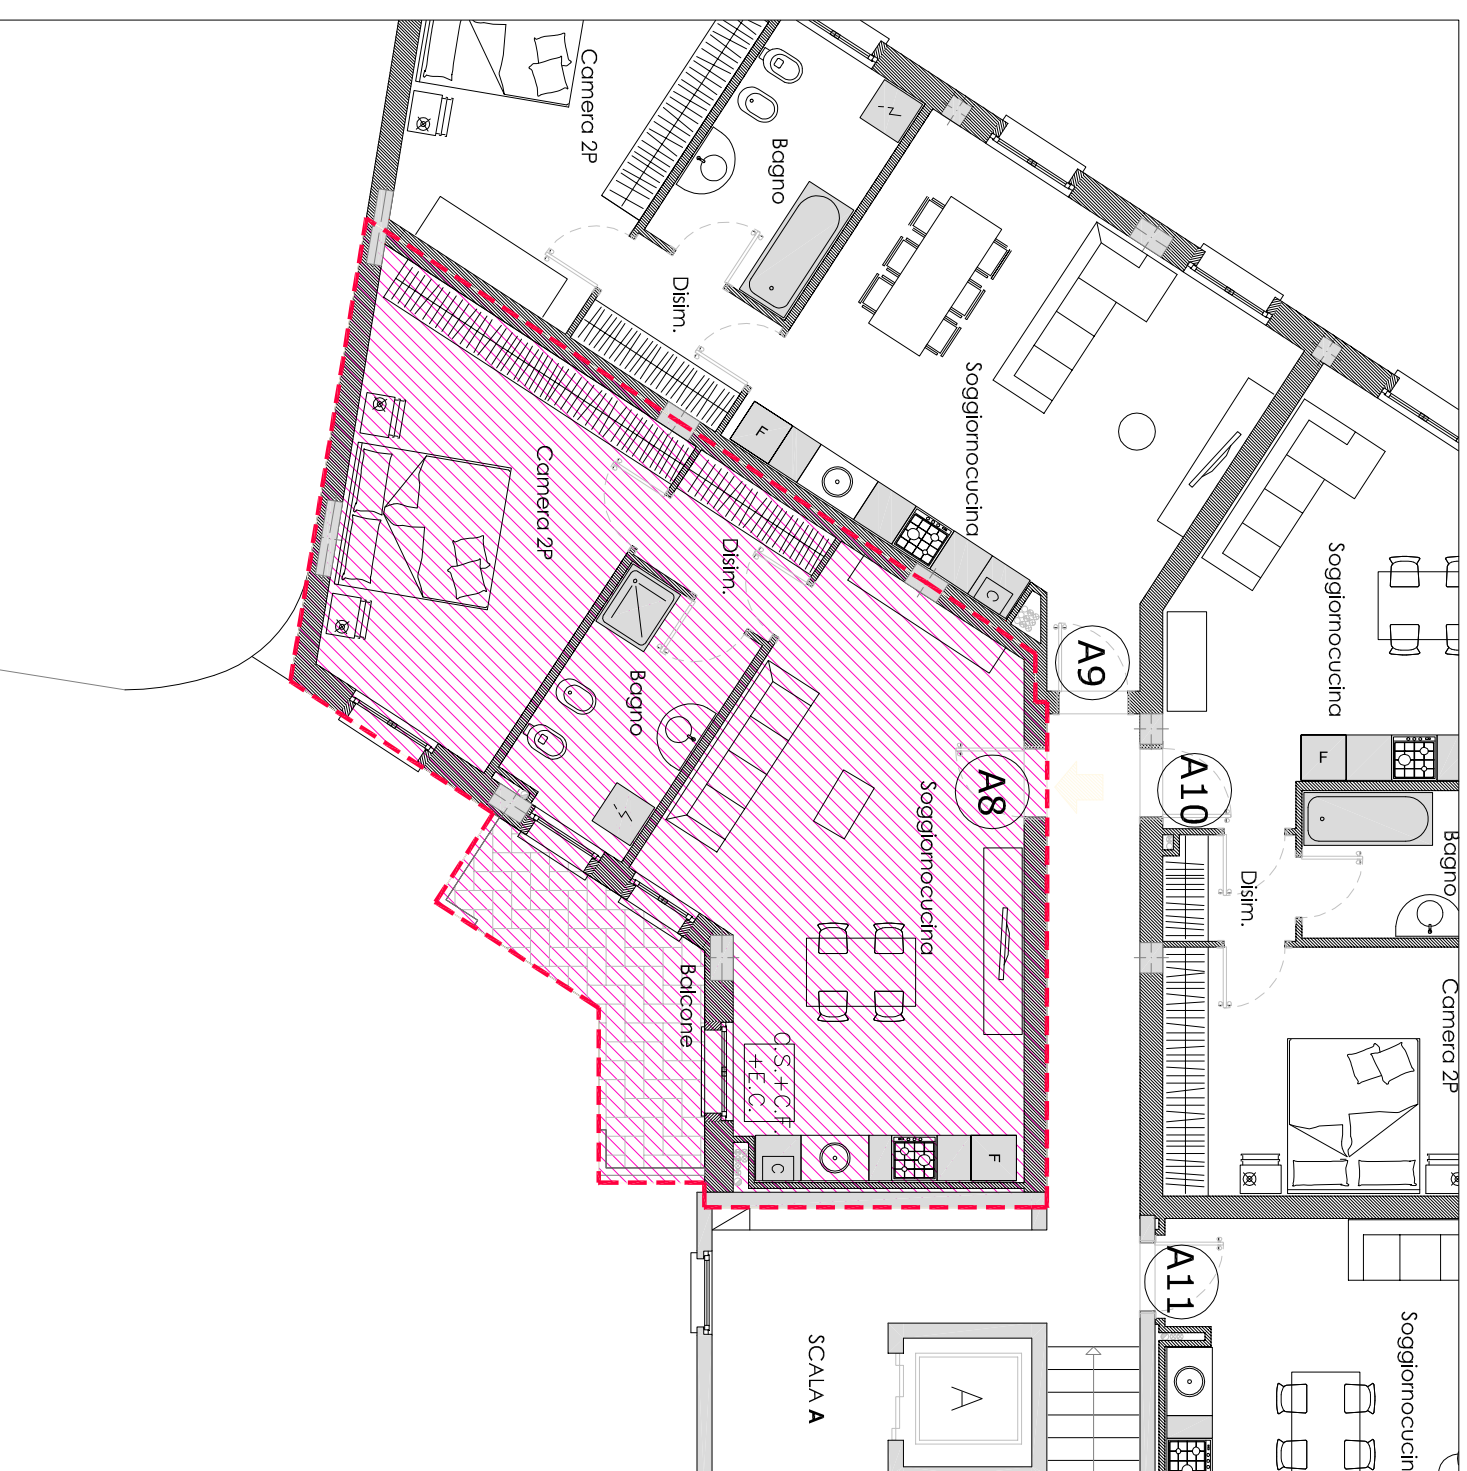 Camera 2P
Bagno
Disim.
Soggiornocucina
F
C
A9
Soggiornocucina
F
A10
Bagno
Disim.
Camera 2P
Camera 2P
Disim.
Bagno
A8
Soggiornocucina
Balcone
C.S.+C.F.
+E.C.
C
F
A11
Soggiornocucin
SCALA A
A